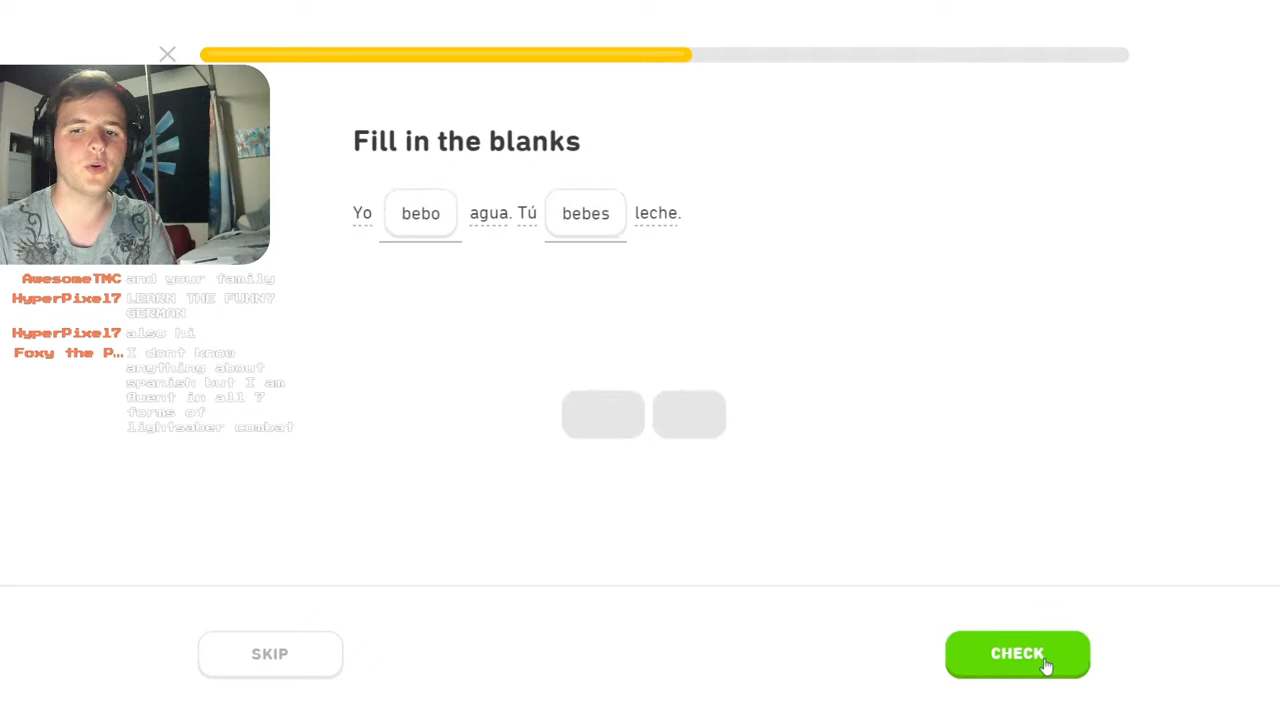 Fill in the blanks
Yo bebo agua. Tú bebes leche.
AwesomeTMC and your family
HyperPixel7 LEARN THE FUNNY
GERMAN
HyperPixel7 also hi
Foxy the P... I dont know
anything about
spanish but I am
fluent in all 7
forms of
lightsaber combat
SKIP
CHECK